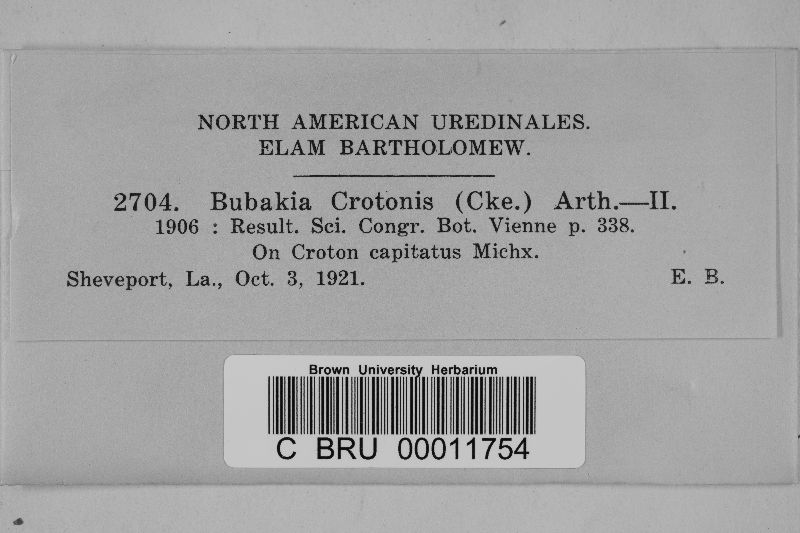 NORTH AMERICAN UREDINALES.
ELAM BARTHOLOMEW.
2704. Bubakia Crotonis (Cke.) Arth.—II.
1906 : Result. Sci. Congr. Bot. Vienne p. 338.
On Croton capitatus Michx.
Sheveport, La., Oct. 3, 1921. E. B.
Brown University Herbarium
C BRU 00011754